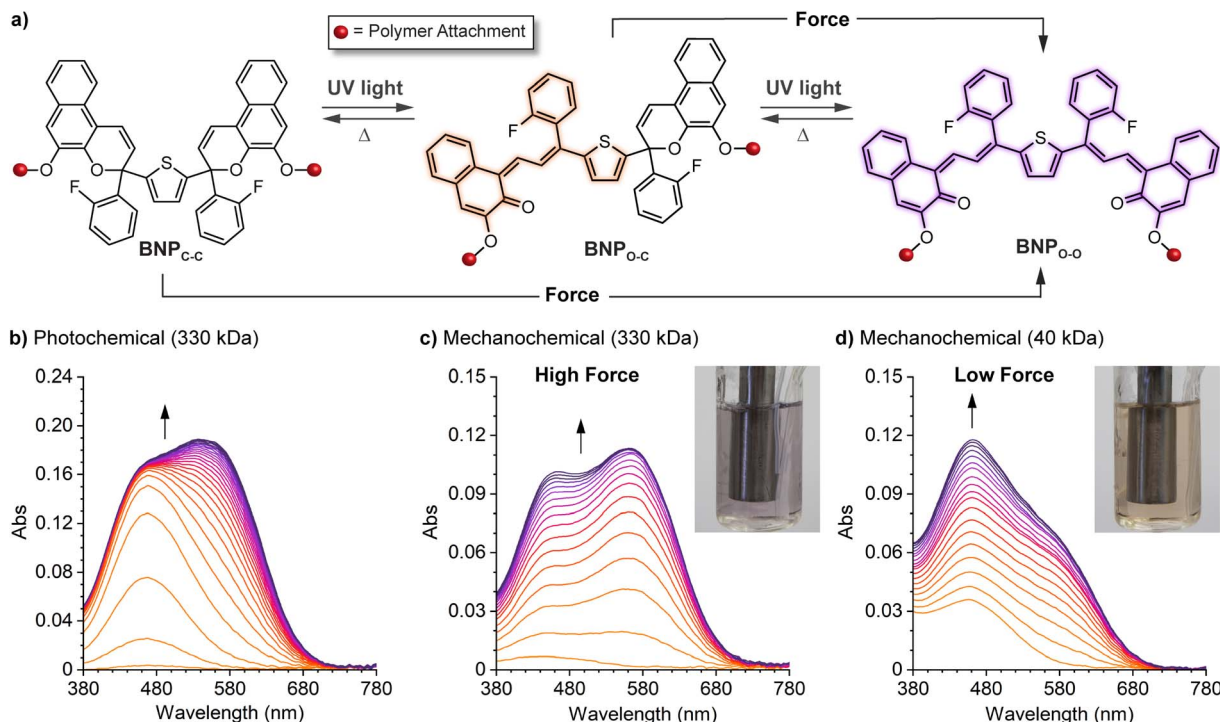 a)
Force
= Polymer Attachment
UV light
Δ
UV light
Δ
O
O
S
O
O
F
F
BNP_C-C
F
S
O
O
O
O
F
BNP_O-C
F
S
F
O
O
O
O
BNP_O-O
Force
b) Photochemical (330 kDa)
c) Mechanochemical (330 kDa)
d) Mechanochemical (40 kDa)
High Force
Low Force
0.24
0.20
0.16
0.12
0.08
0.04
0
Abs
380 480 580 680 780
Wavelength (nm)
0.15
0.12
0.09
0.06
0.03
0
Abs
380 480 580 680 780
Wavelength (nm)
0.15
0.12
0.09
0.06
0.03
0
Abs
380 480 580 680 780
Wavelength (nm)